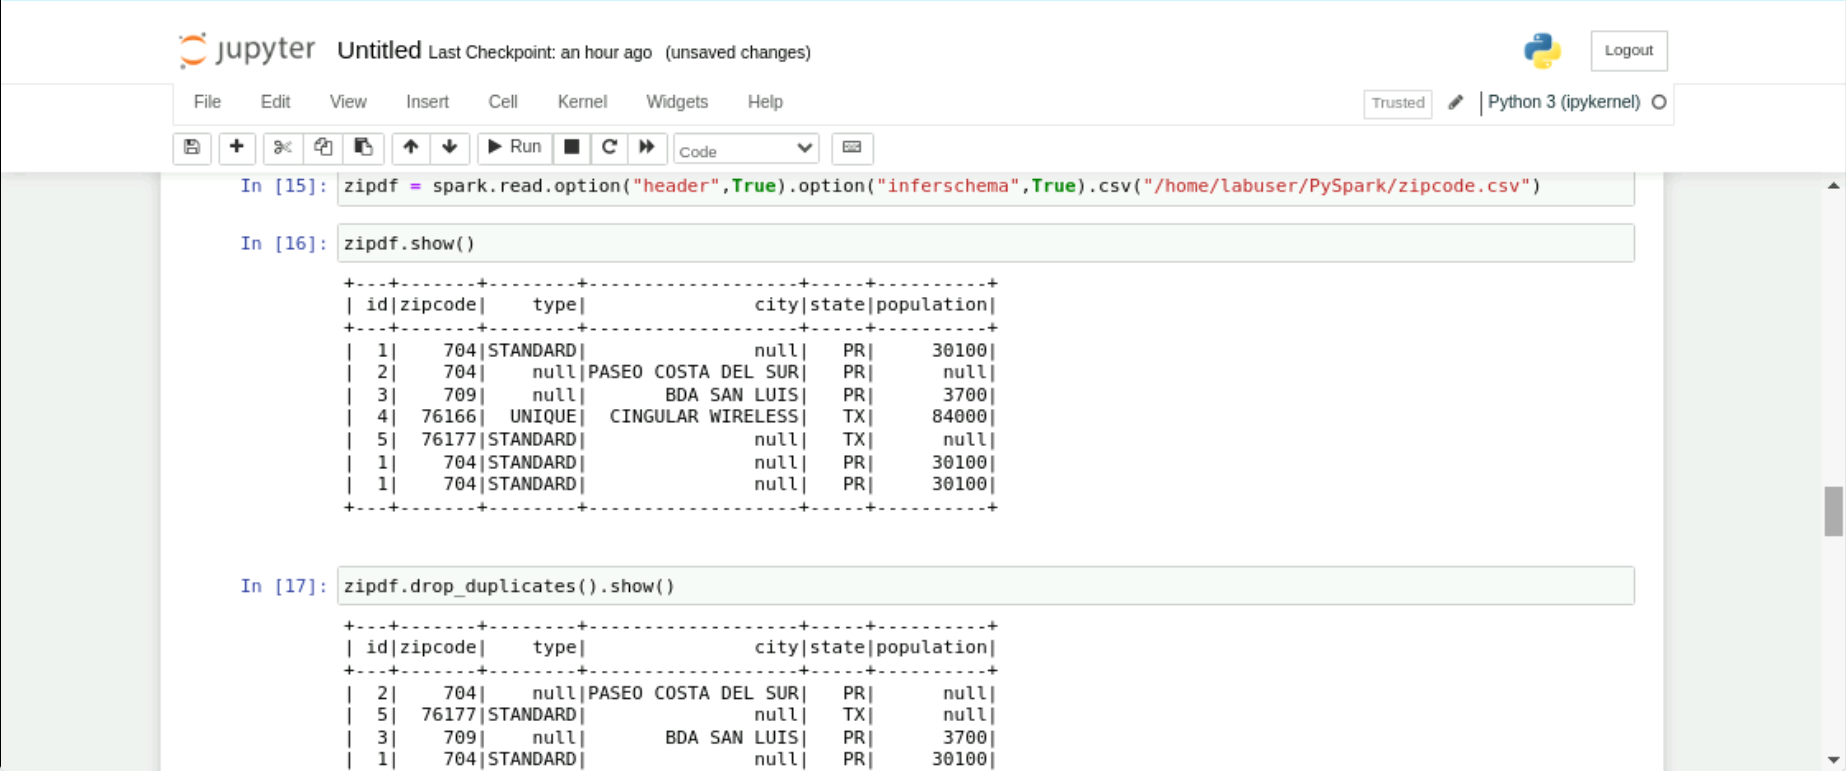 jupyter Untitled Last Checkpoint: an hour ago (unsaved changes) Logout
File Edit View Insert Cell Kernel Widgets Help Trusted Python 3 (ipykernel)
Run Code
In [15]: zipdf = spark.read.option("header",True).option("inferschema",True).csv("/home/labuser/PySpark/zipcode.csv")
In [16]: zipdf.show()
+---+-------+--------+-------------------+-----+----------+
| id|zipcode|    type|               city|state|population|
+---+-------+--------+-------------------+-----+----------+
|  1|    704|STANDARD|               null|   PR|     30100|
|  2|    704|    null|PASEO COSTA DEL SUR|   PR|      null|
|  3|    709|    null|       BDA SAN LUIS|   PR|      3700|
|  4|  76166|  UNIQUE|  CINGULAR WIRELESS|   TX|     84000|
|  5|  76177|STANDARD|               null|   TX|      null|
|  1|    704|STANDARD|               null|   PR|     30100|
|  1|    704|STANDARD|               null|   PR|     30100|
+---+-------+--------+-------------------+-----+----------+
In [17]: zipdf.drop_duplicates().show()
+---+-------+--------+-------------------+-----+----------+
| id|zipcode|    type|               city|state|population|
+---+-------+--------+-------------------+-----+----------+
|  2|    704|    null|PASEO COSTA DEL SUR|   PR|      null|
|  5|  76177|STANDARD|               null|   TX|      null|
|  3|    709|    null|       BDA SAN LUIS|   PR|      3700|
|  1|    704|STANDARD|               null|   PR|     30100|